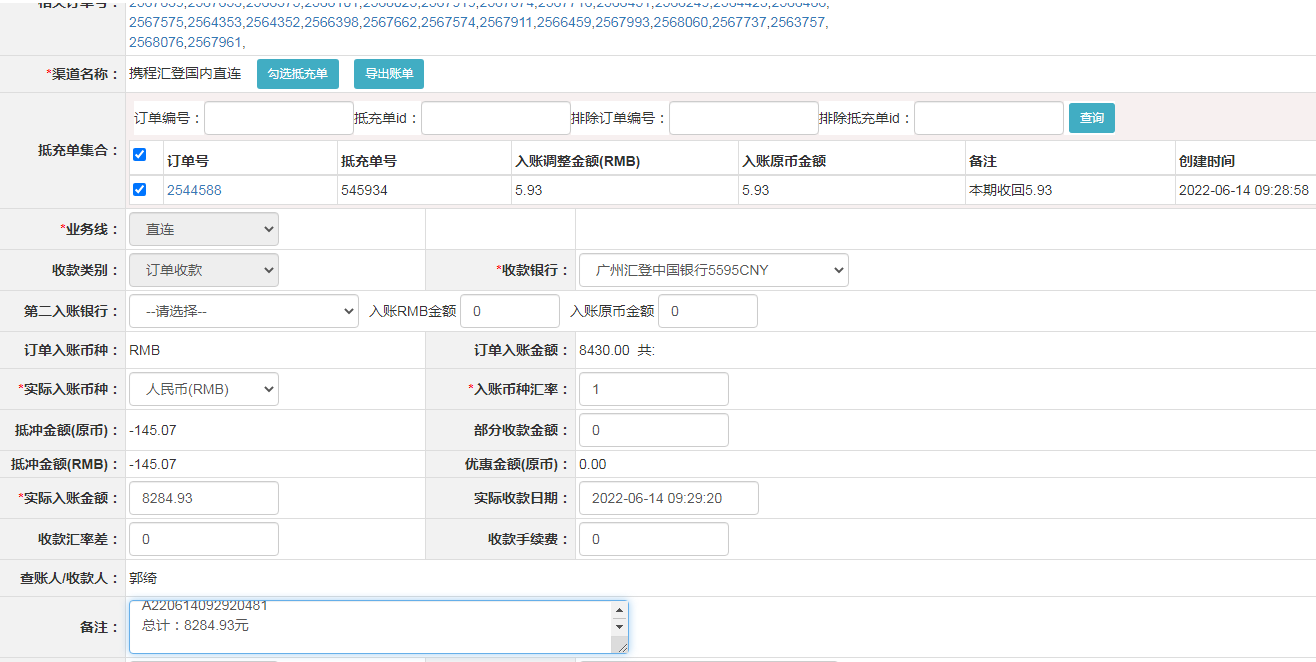 2567575,2564353,2564352,2566398,2567662,2567574,2567911,2566459,2567993,2568060,2567737,2563757,
2568076,2567961,
*渠道名称： 携程汇登国内直连 勾选抵充单 导出账单
订单编号： 抵充单id： 排除订单编号： 排除抵充单id： 查询
抵充单集合：
订单号 抵充单号 入账调整金额(RMB) 入账原币金额 备注 创建时间
2544588 545934 5.93 5.93 本期收回5.93 2022-06-14 09:28:58
*业务线： 直连
收款类别： 订单收款 *收款银行： 广州汇登中国银行5595CNY
第二入账银行： --请选择-- 入账RMB金额 0 入账原币金额 0
订单入账币种： RMB 订单入账金额： 8430.00 共:
*实际入账币种： 人民币(RMB) *入账币种汇率： 1
抵冲金额(原币)： -145.07 部分收款金额： 0
抵冲金额(RMB)： -145.07 优惠金额(原币)： 0.00
*实际入账金额： 8284.93 实际收款日期： 2022-06-14 09:29:20
收款汇率差： 0 收款手续费： 0
查账人/收款人： 郭绮
备注： A220614092920481
总计：8284.93元